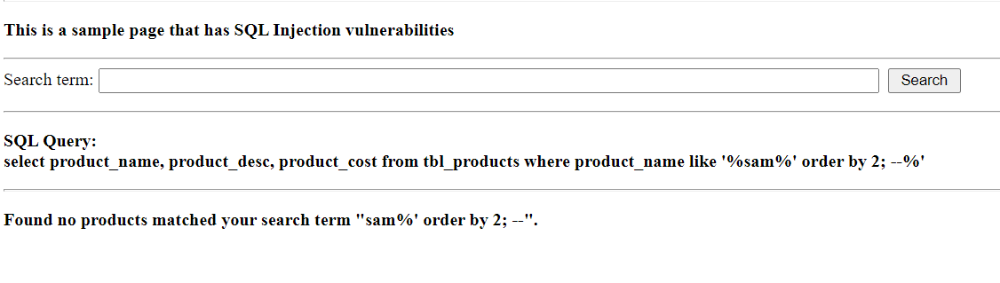 This is a sample page that has SQL Injection vulnerabilities
Search term: Search
SQL Query:
select product_name, product_desc, product_cost from tbl_products where product_name like '%sam%' order by 2; --%'
Found no products matched your search term "sam%' order by 2; --".